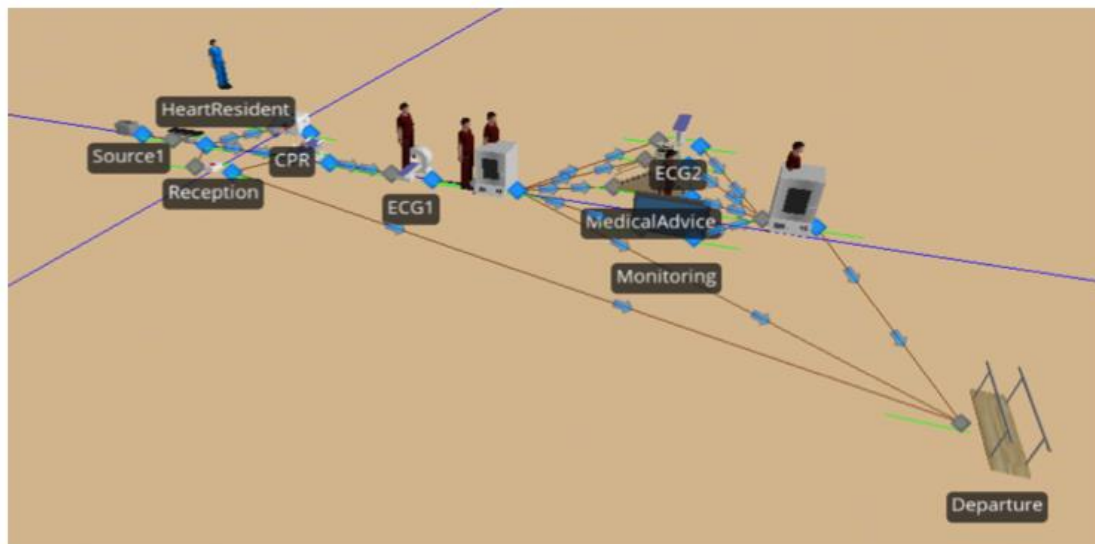 HeartResident
Source1
CPR
Reception
ECG1
ECG2
MedicalAdvice
Monitoring
Departure